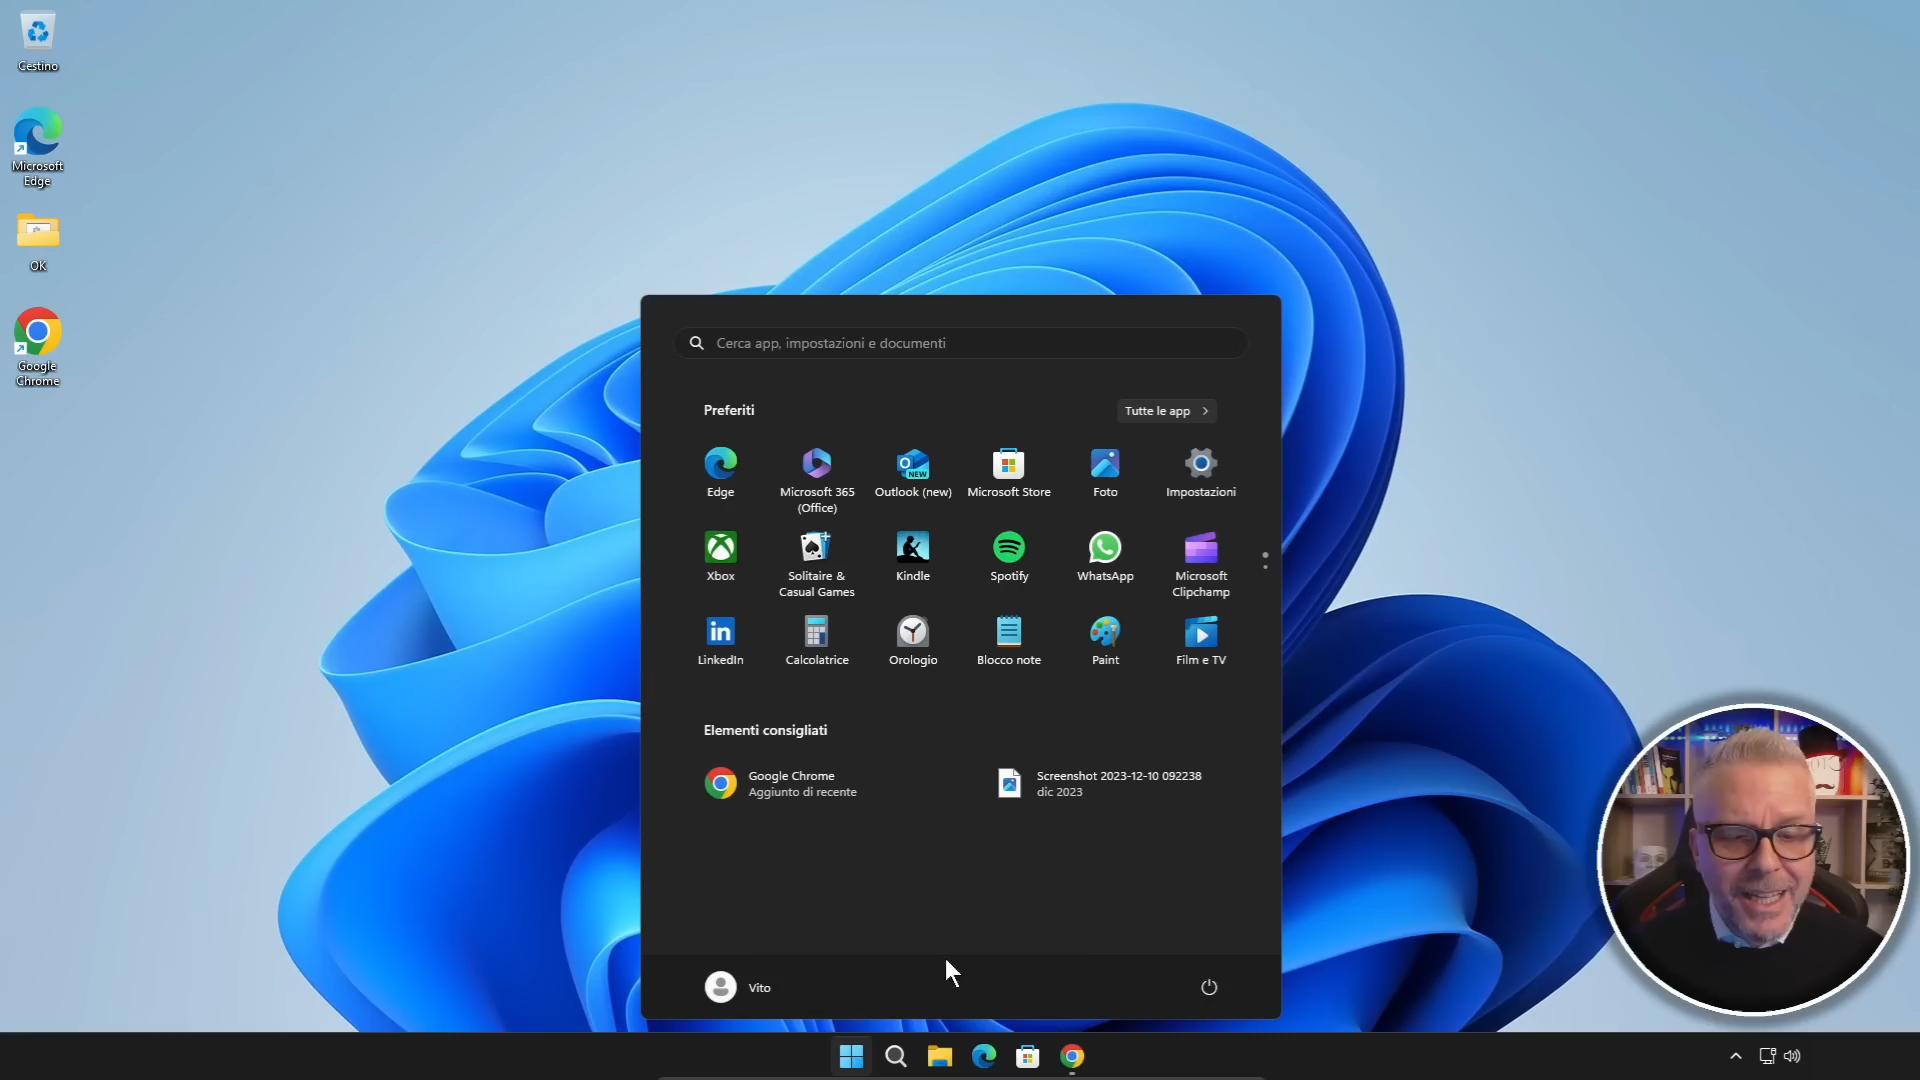 Cestino
Microsoft
Edge
OK
Google
Chrome
Cerca app, impostazioni e documenti
Preferiti
Tutte le app
Edge
Microsoft 365
(Office)
Outlook (new)
Microsoft Store
Foto
Impostazioni
Xbox
Solitaire &
Casual Games
Kindle
Spotify
WhatsApp
Microsoft
Clipchamp
LinkedIn
Calcolatrice
Orologio
Blocco note
Paint
Film e TV
Elementi consigliati
Google Chrome
Aggiunto di recente
Screenshot 2023-12-10 092238
dic 2023
Vito